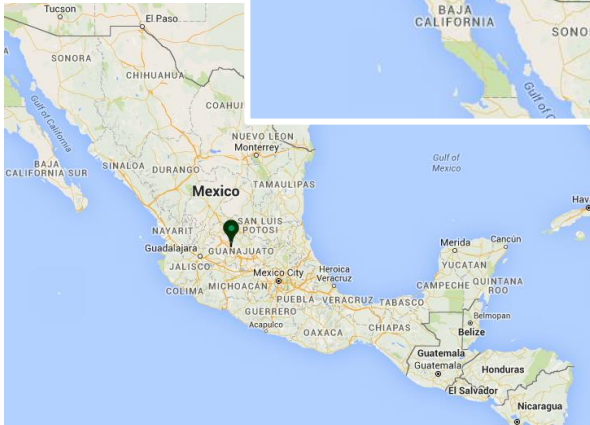 Tucson
El Paso
BAJA
CALIFORNIA
SONO
A
SONORA
CHIHUAHUA
COAHUI
Gulf of California
Gulf of
NUEVO LEON
Monterrey
Gulf of
Mexico
BAJA
CALIFORNIA SUR
SINALOA
DURANGO
Mexico
TAMAULIPAS
Hav
SAN LUIS
POTOSI
NAYARIT
Guadalajara
GUANAJUATO
Merida
Cancún
JALISCO
YUCATAN
Mexico City
Heroica
Veracruz
COLIMA
MICHOACÁN
CAMPECHE
QUINTANA
ROO
PUEBLA
VERACRUZ
TABASCO
GUERRERO
Belmopan
Acapulco
OAXACA
CHIAPAS
Belize
Guatemala
Guatemala
Honduras
El Salvador
Nicaragua